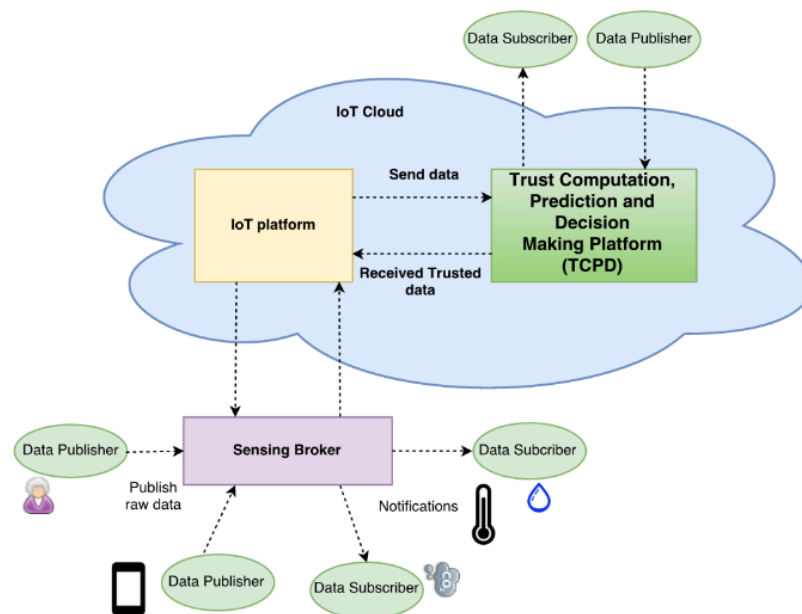 Data Subscriber
Data Publisher
IoT Cloud
Send data
IoT platform
Trust Computation,
Prediction and
Decision
Making Platform
(TCPD)
Received Trusted
data
Data Publisher
Sensing Broker
Data Subcriber
Publish
raw data
Notifications
Data Publisher
Data Subscriber
CO